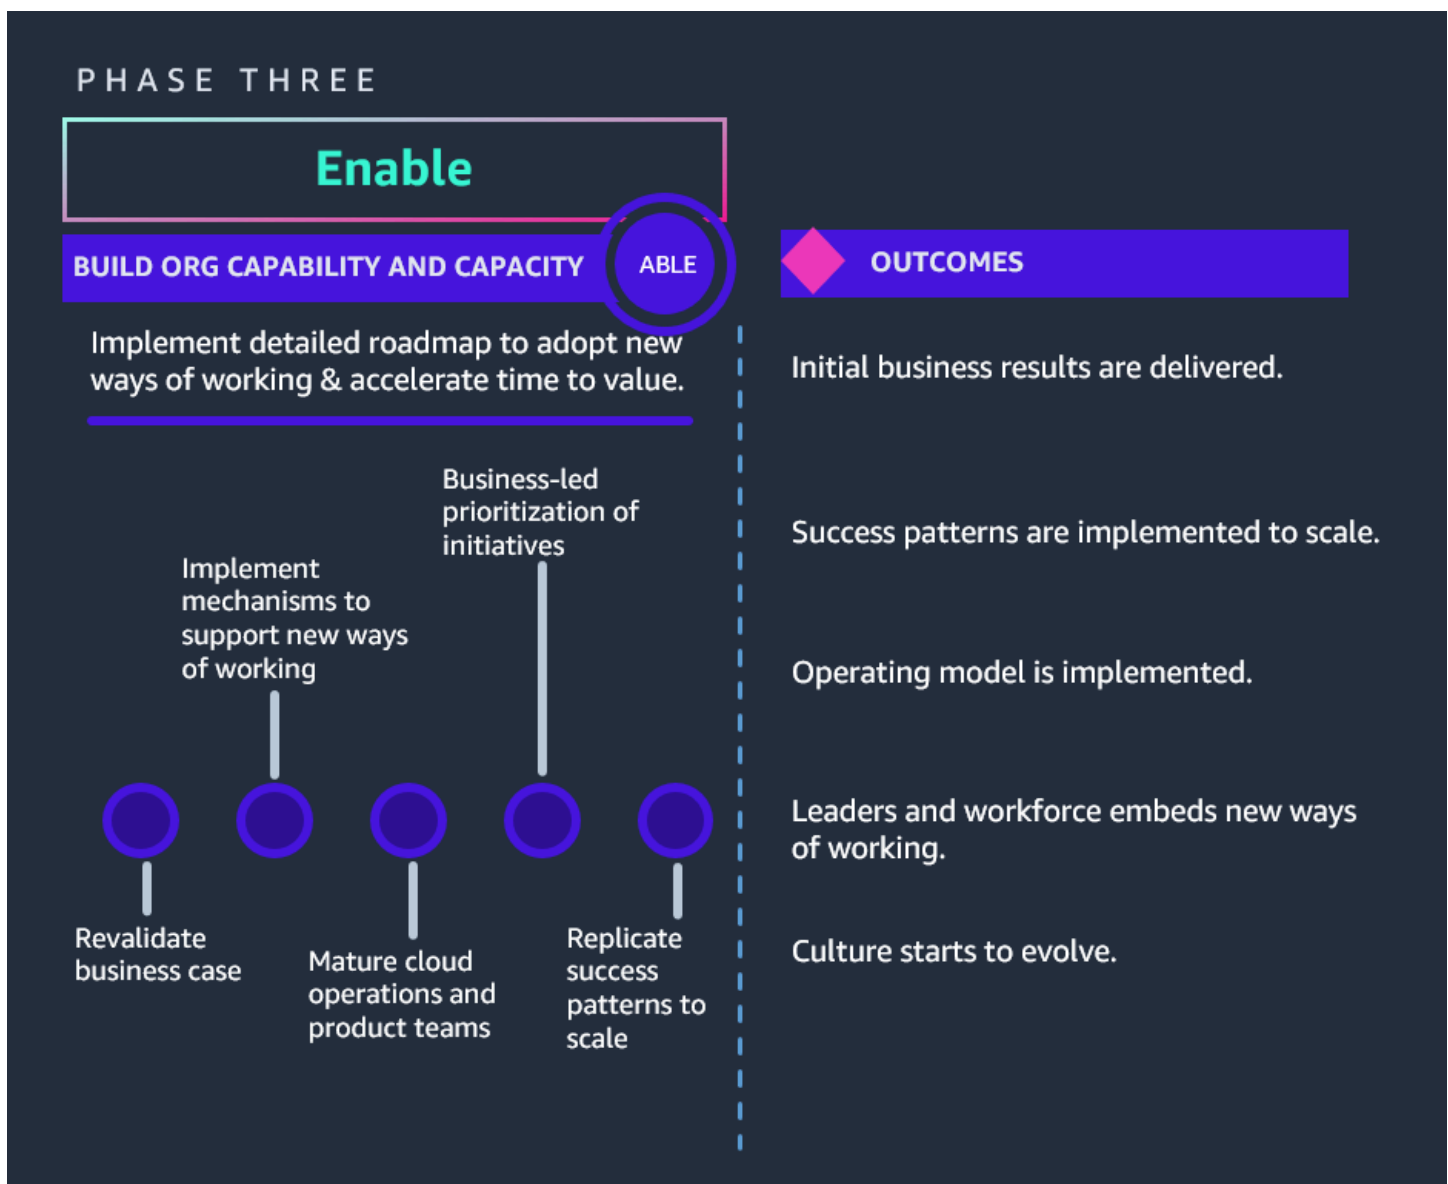 PHASE THREE
Enable
BUILD ORG CAPABILITY AND CAPACITY
ABLE
Implement detailed roadmap to adopt new
ways of working & accelerate time to value.
Business-led
prioritization of
initiatives
Implement
mechanisms to
support new ways
of working
Revalidate
business case
Mature cloud
operations and
product teams
Replicate
success
patterns to
scale
OUTCOMES
Initial business results are delivered.
Success patterns are implemented to scale.
Operating model is implemented.
Leaders and workforce embeds new ways
of working.
Culture starts to evolve.